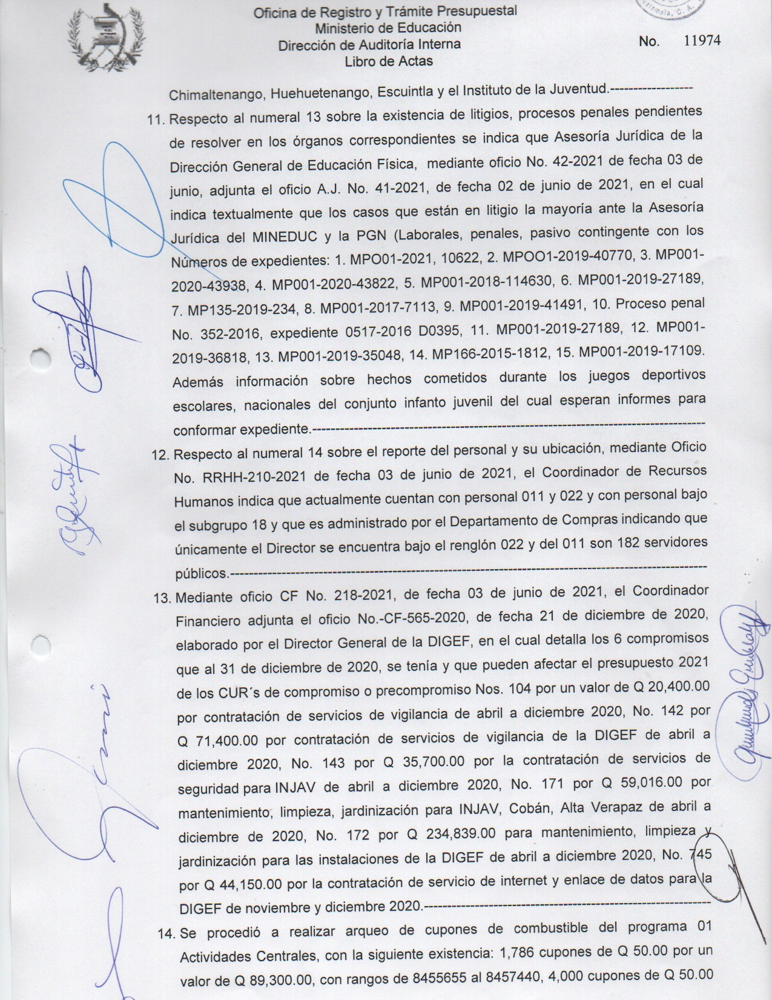 Guatemala, C. A.
Oficina de Registro y Trámite Presupuestal
Ministerio de Educación
Dirección de Auditoría Interna
Libro de Actas
No. 11974
Chimaltenango, Huehuetenango, Escuintla y el Instituto de la Juventud.------------------
11. Respecto al numeral 13 sobre la existencia de litigios, procesos penales pendientes
de resolver en los órganos correspondientes se indica que Asesoría Jurídica de la
Dirección General de Educación Física, mediante oficio No. 42-2021 de fecha 03 de
junio, adjunta el oficio A.J. No. 41-2021, de fecha 02 de junio de 2021, en el cual
indica textualmente que los casos que están en litigio la mayoría ante la Asesoría
Jurídica del MINEDUC y la PGN (Laborales, penales, pasivo contingente con los
Números de expedientes: 1. MPO01-2021, 10622, 2. MPOO1-2019-40770, 3. MP001-
2020-43938, 4. MP001-2020-43822, 5. MP001-2018-114630, 6. MP001-2019-27189,
7. MP135-2019-234, 8. MP001-2017-7113, 9. MP001-2019-41491, 10. Proceso penal
No. 352-2016, expediente 0517-2016 D0395, 11. MP001-2019-27189, 12. MP001-
2019-36818, 13. MP001-2019-35048, 14. MP166-2015-1812, 15. MP001-2019-17109.
Además información sobre hechos cometidos durante los juegos deportivos
escolares, nacionales del conjunto infanto juvenil del cual esperan informes para
conformar expediente.--------------------------------------------------------------------------------------
12. Respecto al numeral 14 sobre el reporte del personal y su ubicación, mediante Oficio
No. RRHH-210-2021 de fecha 03 de junio de 2021, el Coordinador de Recursos
Humanos indica que actualmente cuentan con personal 011 y 022 y con personal bajo
el subgrupo 18 y que es administrado por el Departamento de Compras indicando que
únicamente el Director se encuentra bajo el renglón 022 y del 011 son 182 servidores
públicos.--------------------------------------------------------------------------------------------------------
13. Mediante oficio CF No. 218-2021, de fecha 03 de junio de 2021, el Coordinador
Financiero adjunta el oficio No.-CF-565-2020, de fecha 21 de diciembre de 2020,
elaborado por el Director General de la DIGEF, en el cual detalla los 6 compromisos
que al 31 de diciembre de 2020, se tenía y que pueden afectar el presupuesto 2021
de los CUR´s de compromiso o precompromiso Nos. 104 por un valor de Q 20,400.00
por contratación de servicios de vigilancia de abril a diciembre 2020, No. 142 por
Q 71,400.00 por contratación de servicios de vigilancia de la DIGEF de abril a
diciembre 2020, No. 143 por Q 35,700.00 por la contratación de servicios de
seguridad para INJAV de abril a diciembre 2020, No. 171 por Q 59,016.00 por
mantenimiento, limpieza, jardinización para INJAV, Cobán, Alta Verapaz de abril a
diciembre de 2020, No. 172 por Q 234,839.00 para mantenimiento, limpieza y
jardinización para las instalaciones de la DIGEF de abril a diciembre 2020, No. 745
por Q 44,150.00 por la contratación de servicio de internet y enlace de datos para la
DIGEF de noviembre y diciembre 2020.--------------------------------------------------------------
14. Se procedió a realizar arqueo de cupones de combustible del programa 01
Actividades Centrales, con la siguiente existencia: 1,786 cupones de Q 50.00 por un
valor de Q 89,300.00, con rangos de 8455655 al 8457440, 4,000 cupones de Q 50.00